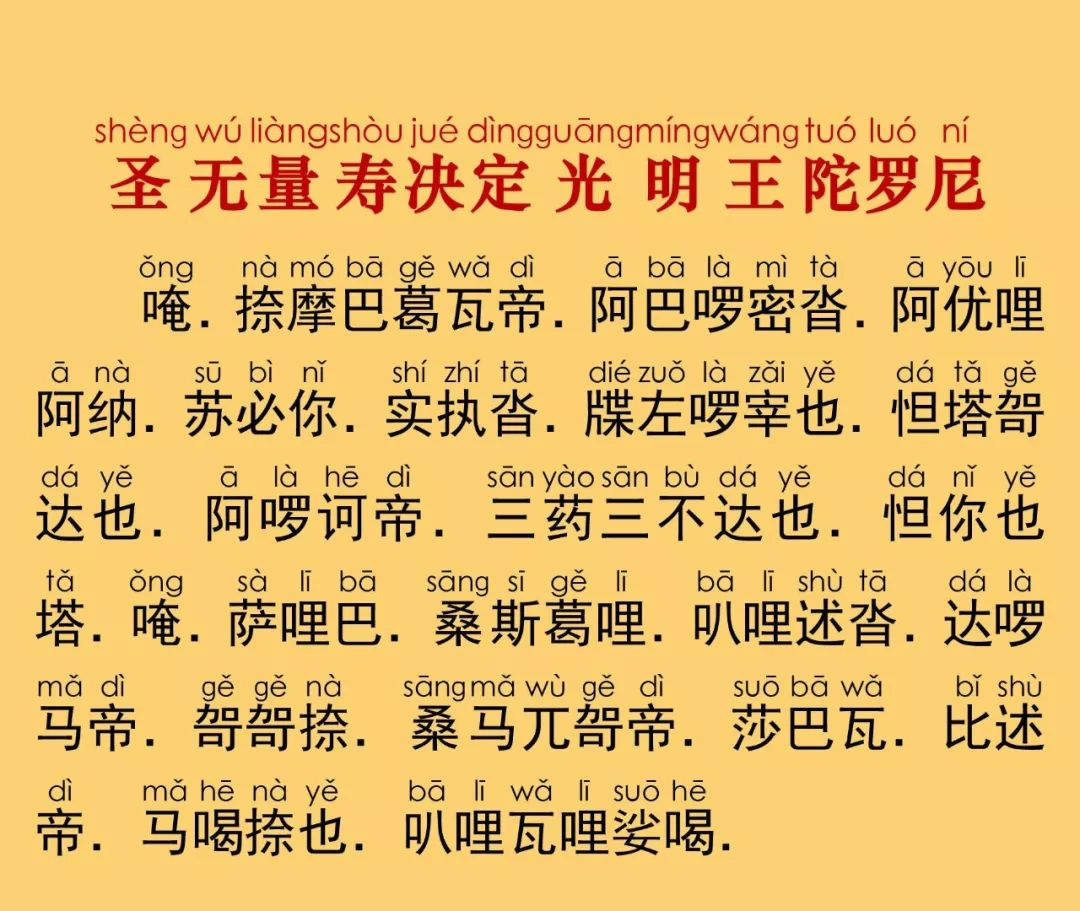 shèng wú liàng shòu jué dìng guāng míng wáng tuó luó ní
圣无量寿决定光明王陀罗尼
ǒng nà mó bā gě wǎ dì ā bā là mì tà ā yōu lī
唵．捺摩巴葛瓦帝．阿巴啰密沓．阿优哩
ā nà sū bì nǐ shí zhí tā dié zuǒ là zǎi yě dá tǎ gě
阿纳．苏必你．实执沓．牒左啰宰也．怛塔哿
dá yě ā là hē dì sān yào sān bù dá yě dá nǐ yě
达也．阿啰诃帝．三药三不达也．怛你也
tǎ ǒng sà lī bā sāng sī gě lī bā lī shù tā dá là
塔．唵．萨哩巴．桑斯葛哩．叭哩述沓．达啰
mǎ dì gě gě nà sāng mǎ wù gě dì suō bā wǎ bǐ shù
马帝．哿哿捺．桑马兀哿帝．莎巴瓦．比述
dì mǎ hē nà yě bā lī wǎ lī suō hē
帝．马喝捺也．叭哩瓦哩娑喝．